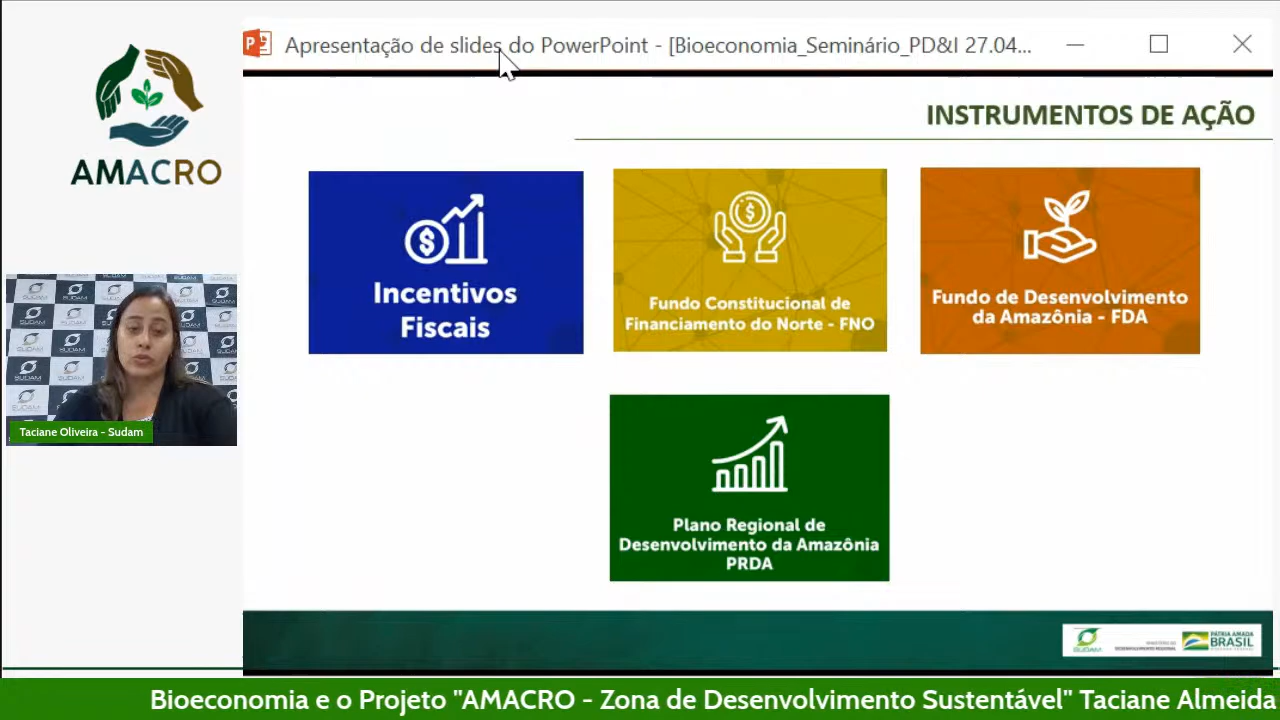 Apresentação de slides do PowerPoint - [Bioeconomia_Seminário_PD&I 27.04...
INSTRUMENTOS DE AÇÃO
AMACRO
Incentivos
Fiscais
Fundo Constitucional de
Financiamento do Norte - FNO
Fundo de Desenvolvimento
da Amazônia - FDA
SUDAM
Taciane Oliveira - Sudam
Plano Regional de
Desenvolvimento da Amazônia
PRDA
SUDAM
PÁTRIA AMADA
BRASIL
Bioeconomia e o Projeto "AMACRO - Zona de Desenvolvimento Sustentável" Taciane Almeida